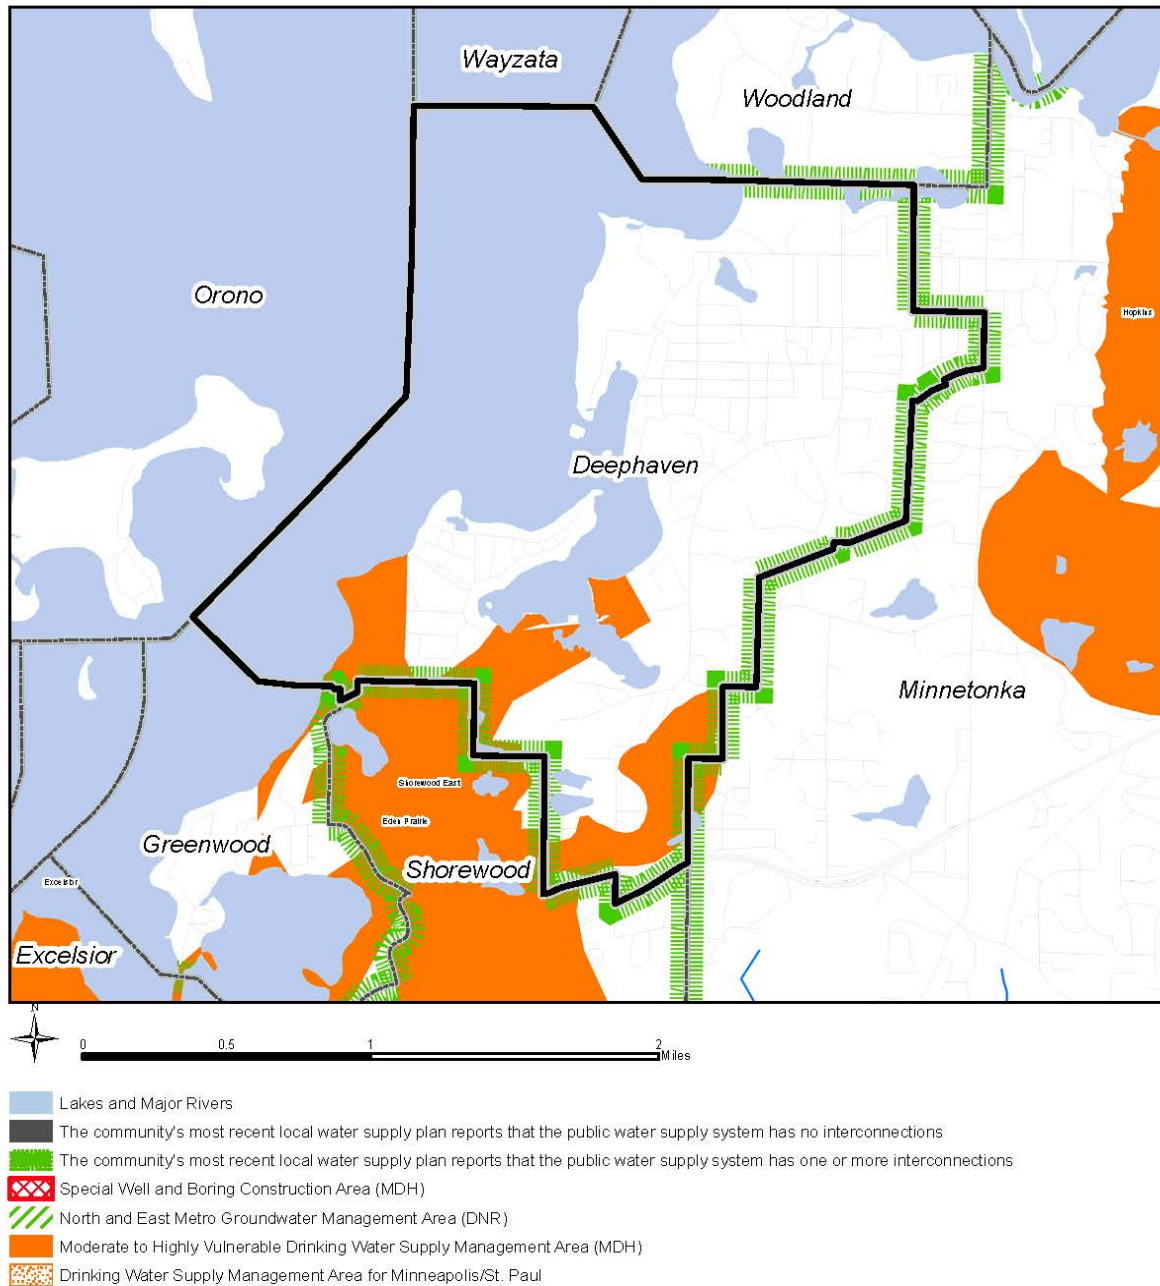 Wayzata
Woodland
Orono
Hopkins
Deephaven
Minnetonka
Shorewood East
Eden Prairie
Greenwood
Shorewood
Excelsior
Excelsior
N
0 0.5 1 2
Miles
Lakes and Major Rivers
The community's most recent local water supply plan reports that the public water supply system has no interconnections
The community's most recent local water supply plan reports that the public water supply system has one or more interconnections
Special Well and Boring Construction Area (MDH)
North and East Metro Groundwater Management Area (DNR)
Moderate to Highly Vulnerable Drinking Water Supply Management Area (MDH)
Drinking Water Supply Management Area for Minneapolis/St. Paul